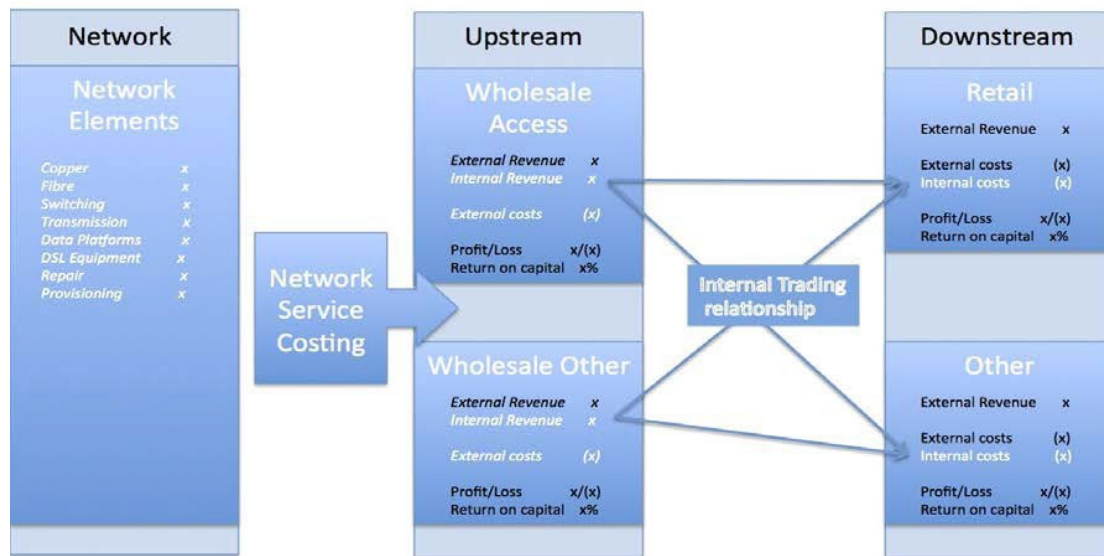 Network
Network
Elements
Copper x
Fibre x
Switching x
Transmission x
Data Platforms x
DSL Equipment x
Repair x
Provisioning x
Network
Service
Costing
Upstream
Wholesale
Access
External Revenue x
Internal Revenue x
External costs (x)
Profit/Loss x/(x)
Return on capital x%
Wholesale Other
External Revenue x
Internal Revenue x
External costs (x)
Profit/Loss x/(x)
Return on capital x%
Internal Trading
relationship
Downstream
Retail
External Revenue x
External costs (x)
Internal costs (x)
Profit/Loss x/(x)
Return on capital x%
Other
External Revenue x
External costs (x)
Internal costs (x)
Profit/Loss x/(x)
Return on capital x%